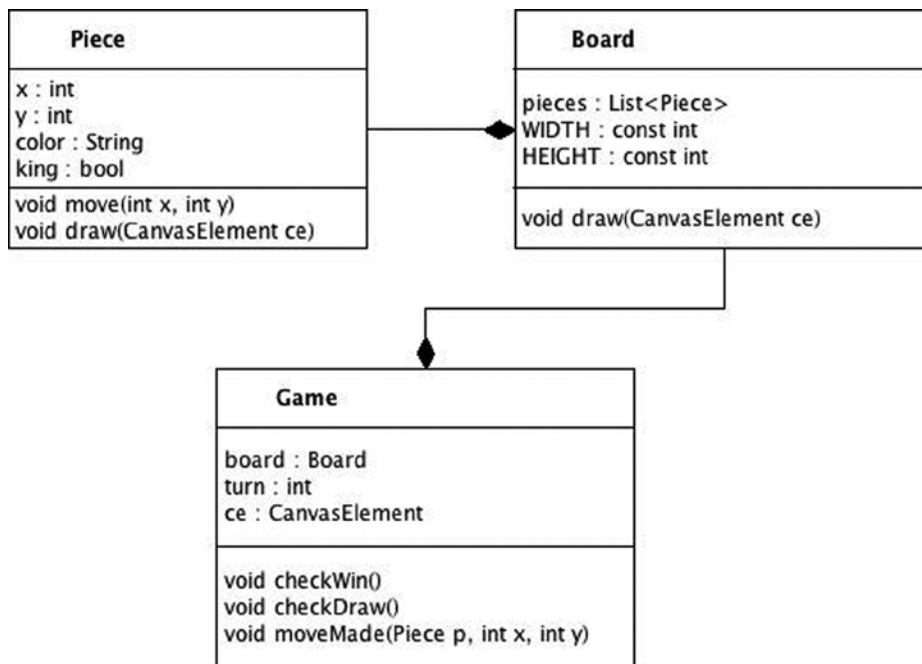 Piece
x : int
y : int
color : String
king : bool
void move(int x, int y)
void draw(CanvasElement ce)
Board
pieces : List<Piece>
WIDTH : const int
HEIGHT : const int
void draw(CanvasElement ce)
Game
board : Board
turn : int
ce : CanvasElement
void checkWin()
void checkDraw()
void moveMade(Piece p, int x, int y)